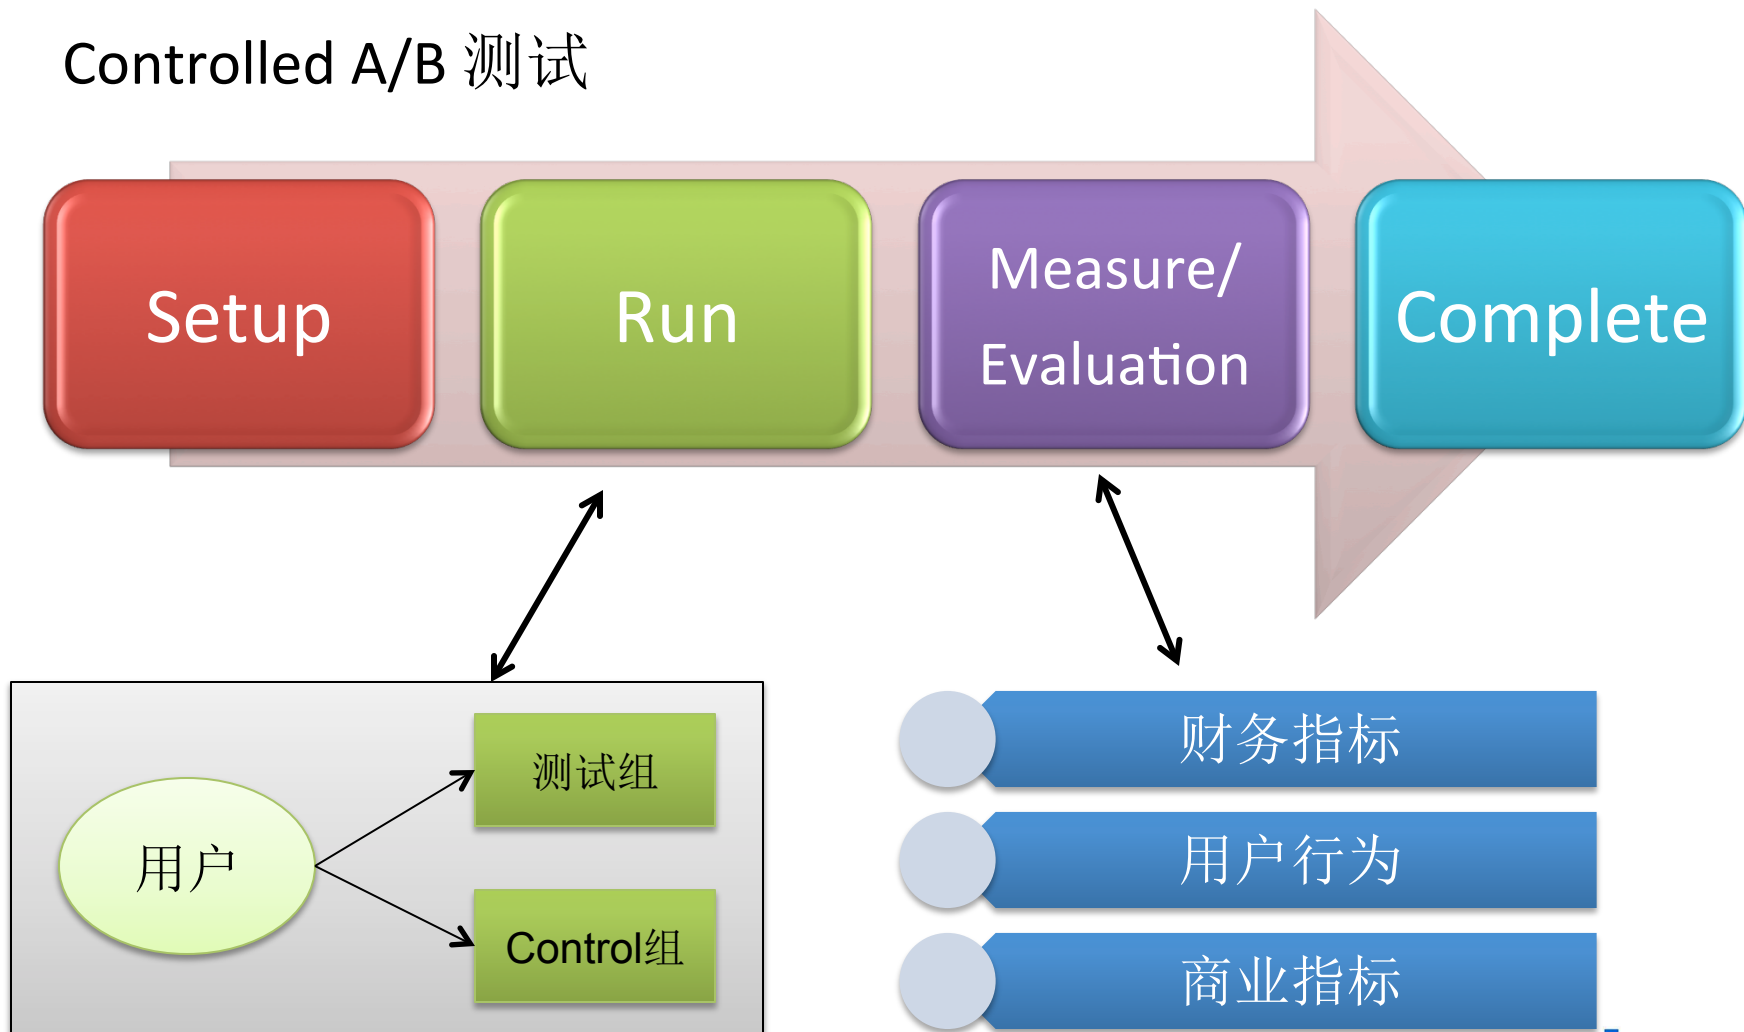 Controlled A/B 测试
Setup
Run
Measure/
Evaluation
Complete
用户
测试组
Control组
财务指标
用户行为
商业指标